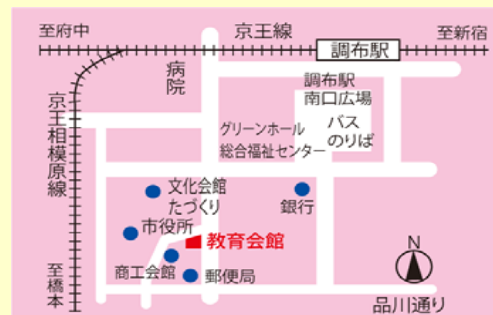 至府中
京王線
至新宿
調布駅
病院
調布駅
南口広場
バス
のりば
グリーンホール
総合福祉センター
京王相模原線
文化会館
たづくり
銀行
市役所
教育会館
商工会館
郵便局
至橋本
N
品川通り